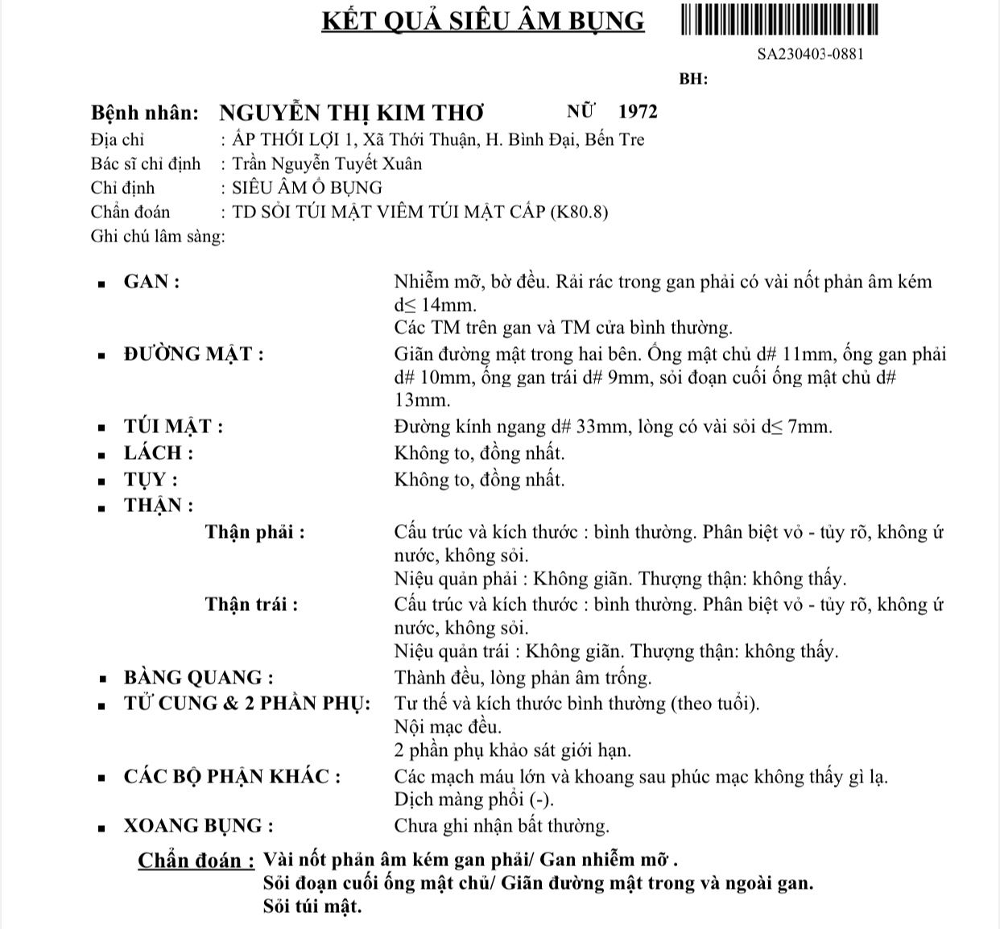 KẾT QUẢ SIÊU ÂM BỤNG
SA230403-0881
BH:
Bệnh nhân: NGUYỄN THỊ KIM THƠ NỮ 1972
Địa chỉ : ẤP THỚI LỢI 1, Xã Thới Thuận, H. Bình Đại, Bến Tre
Bác sĩ chỉ định : Trần Nguyễn Tuyết Xuân
Chỉ định : SIÊU ÂM Ổ BỤNG
Chẩn đoán : TD SỎI TÚI MẬT VIÊM TÚI MẬT CẤP (K80.8)
Ghi chú lâm sàng:
▪ GAN : Nhiễm mỡ, bờ đều. Rải rác trong gan phải có vài nốt phản âm kém
d≤ 14mm.
Các TM trên gan và TM cửa bình thường.
▪ ĐƯỜNG MẬT : Giãn đường mật trong hai bên. Ống mật chủ d# 11mm, ống gan phải
d# 10mm, ống gan trái d# 9mm, sỏi đoạn cuối ống mật chủ d#
13mm.
▪ TÚI MẬT : Đường kính ngang d# 33mm, lòng có vài sỏi d≤ 7mm.
▪ LÁCH : Không to, đồng nhất.
▪ TỤY : Không to, đồng nhất.
▪ THẬN :
Thận phải : Cấu trúc và kích thước : bình thường. Phân biệt vỏ - tủy rõ, không ứ
nước, không sỏi.
Niệu quản phải : Không giãn. Thượng thận: không thấy.
Thận trái : Cấu trúc và kích thước : bình thường. Phân biệt vỏ - tủy rõ, không ứ
nước, không sỏi.
Niệu quản trái : Không giãn. Thượng thận: không thấy.
▪ BÀNG QUANG : Thành đều, lòng phản âm trống.
▪ TỬ CUNG & 2 PHẦN PHỤ: Tư thế và kích thước bình thường (theo tuổi).
Nội mạc đều.
2 phần phụ khảo sát giới hạn.
▪ CÁC BỘ PHẬN KHÁC : Các mạch máu lớn và khoang sau phúc mạc không thấy gì lạ.
Dịch màng phổi (-).
▪ XOANG BỤNG : Chưa ghi nhận bất thường.
Chẩn đoán : Vài nốt phản âm kém gan phải/ Gan nhiễm mỡ .
Sỏi đoạn cuối ống mật chủ/ Giãn đường mật trong và ngoài gan.
Sỏi túi mật.